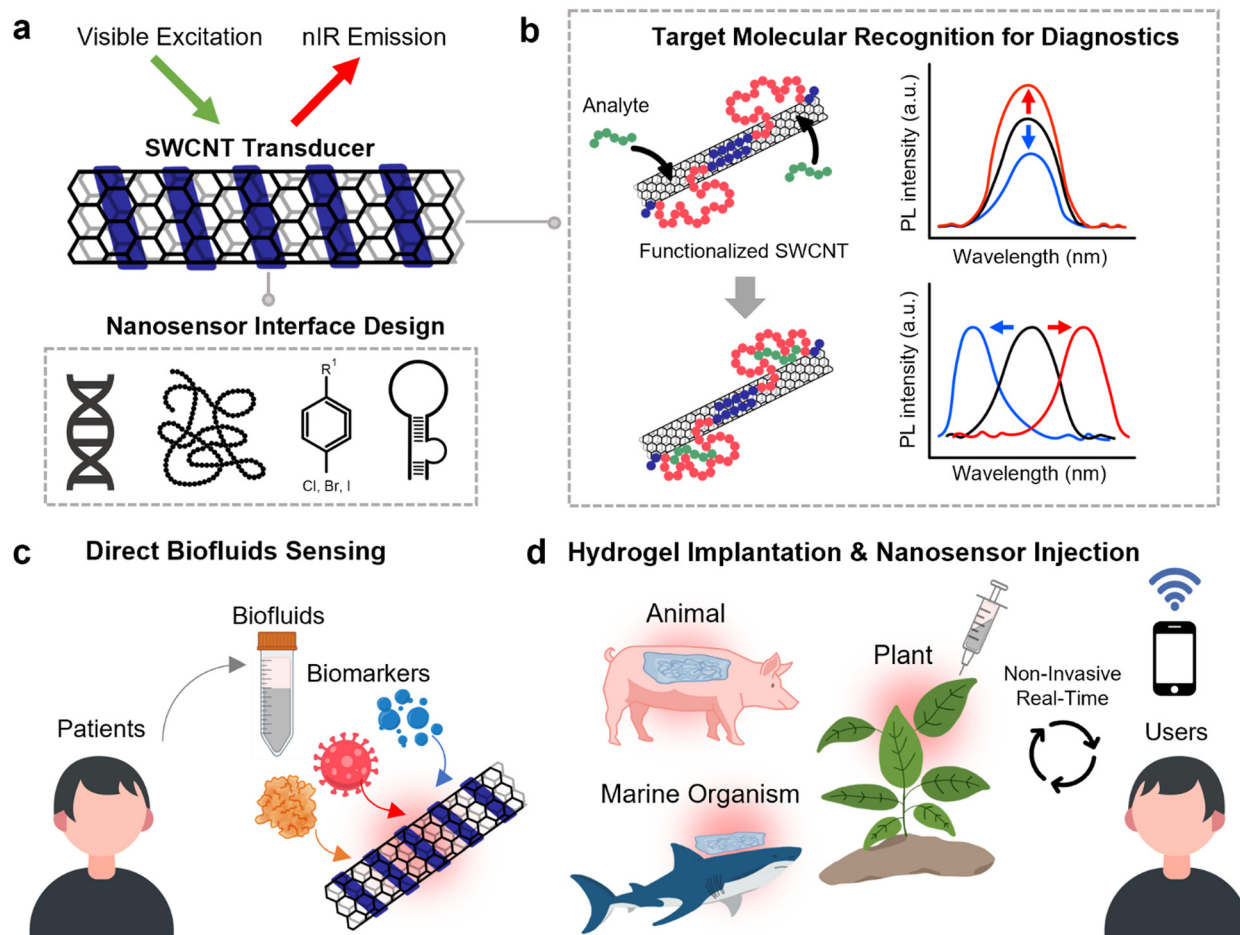 a
Visible Excitation
nIR Emission
SWCNT Transducer
Nanosensor Interface Design
R1
Cl, Br, I
b
Target Molecular Recognition for Diagnostics
Analyte
Functionalized SWCNT
PL intensity (a.u.)
Wavelength (nm)
PL intensity (a.u.)
Wavelength (nm)
c
Direct Biofluids Sensing
Biofluids
Biomarkers
Patients
d
Hydrogel Implantation & Nanosensor Injection
Animal
Plant
Marine Organism
Non-Invasive
Real-Time
Users